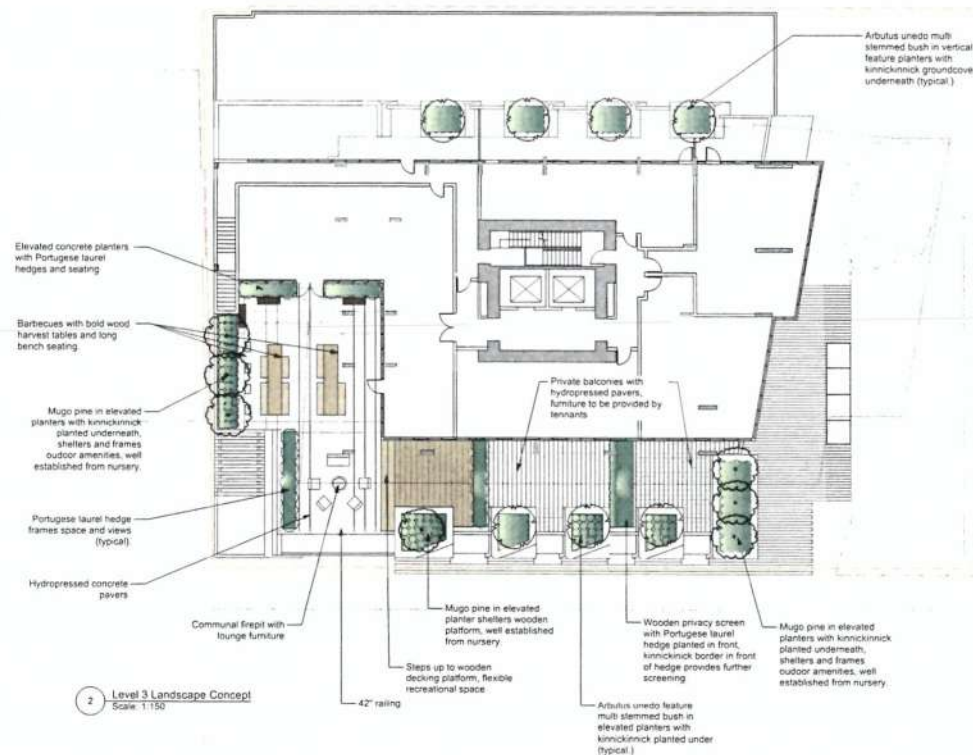 Arbutus unedo multi
stemmed bush in vertical
feature planters with
kinnickinnick groundcove
underneath (typical.)
Elevated concrete planters
with Portugese laurel
hedges and seating
Barbecues with bold wood
harvest tables and long
bench seating.
Mugo pine in elevated
planters with kinnickinnick
planted underneath,
shelters and frames
oudoor amenities, well
established from nursery.
Private balconies with
hydropressed pavers,
furniture to be provided by
tennants
Portugese laurel hedge
frames space and views
(typical).
Hydropressed concrete
pavers
Communal firepit with
lounge furniture
Mugo pine in elevated
planter shelters wooden
platform, well established
from nursery.
Steps up to wooden
decking platform, flexible
recreational space
42" railing
Wooden privacy screen
with Portugese laurel
hedge planted in front,
kinnickinick border in front
of hedge provides further
screening
Arbutus unedo feature
multi stemmed bush in
elevated planters with
kinnickinick planted under
(typical.)
Mugo pine in elevated
planters with kinnickinnick
planted underneath,
shelters and frames
oudoor amenities, well
established from nursery.
2 Level 3 Landscape Concept
Scale: 1:150